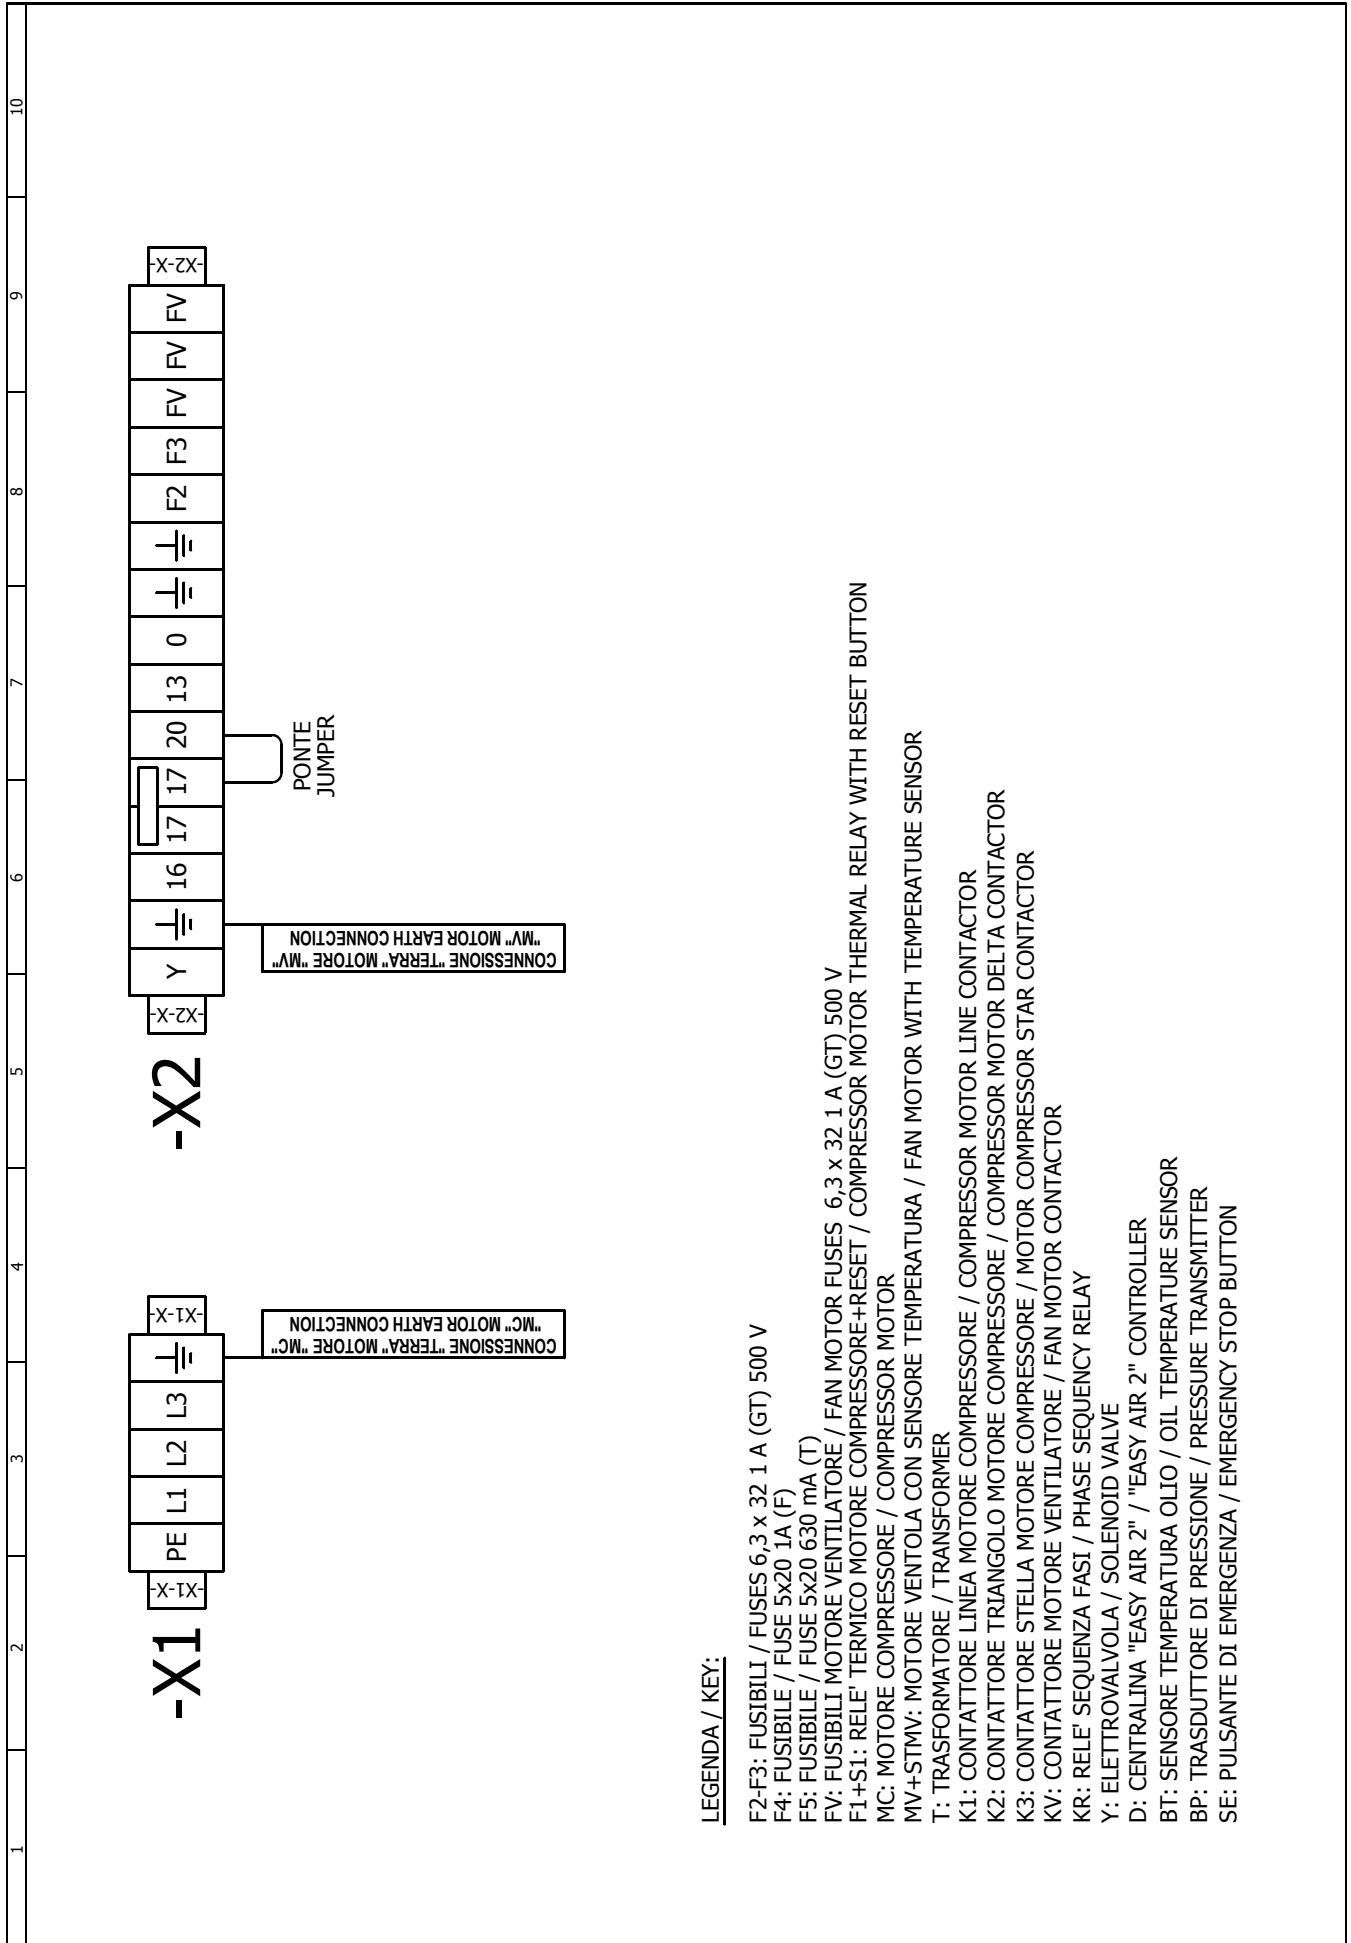 1
2
3
4
5
6
7
8
9
10
-X1
-X1-X-
PE
L1
L2
L3
-X1-X-
CONNESSIONE "TERRA" MOTORE "MC"
"MC" MOTOR EARTH CONNECTION
-X2
-X2-X-
Y
16
17
17
20
13
0
F2
F3
FV
FV
FV
-X2-X-
CONNESSIONE "TERRA" MOTORE "MV"
"MV" MOTOR EARTH CONNECTION
PONTE
JUMPER
LEGENDA / KEY:
F2-F3: FUSIBILI / FUSES 6,3 x 32 1 A (GT) 500 V
F4: FUSIBILE / FUSE 5x20 1A (F)
F5: FUSIBILE / FUSE 5x20 630 mA (T)
FV: FUSIBILI MOTORE VENTILATORE / FAN MOTOR FUSES 6,3 x 32 1 A (GT) 500 V
F1+S1: RELE' TERMICO MOTORE COMPRESSORE+RESET / COMPRESSOR MOTOR THERMAL RELAY WITH RESET BUTTON
MC: MOTORE COMPRESSORE / COMPRESSOR MOTOR
MV+STMV: MOTORE VENTOLA CON SENSORE TEMPERATURA / FAN MOTOR WITH TEMPERATURE SENSOR
T: TRASFORMATORE / TRANSFORMER
K1: CONTATTORE LINEA MOTORE COMPRESSORE / COMPRESSOR MOTOR LINE CONTACTOR
K2: CONTATTORE TRIANGOLO MOTORE COMPRESSORE / COMPRESSOR MOTOR DELTA CONTACTOR
K3: CONTATTORE STELLA MOTORE COMPRESSORE / MOTOR COMPRESSOR STAR CONTACTOR
KV: CONTATTORE MOTORE VENTILATORE / FAN MOTOR CONTACTOR
KR: RELE' SEQUENZA FASI / PHASE SEQUENCY RELAY
Y: ELETTROVALVOLA / SOLENOID VALVE
D: CENTRALINA "EASY AIR 2" / "EASY AIR 2" CONTROLLER
BT: SENSORE TEMPERATURA OLIO / OIL TEMPERATURE SENSOR
BP: TRASDUTTORE DI PRESSIONE / PRESSURE TRANSMITTER
SE: PULSANTE DI EMERGENZA / EMERGENCY STOP BUTTON